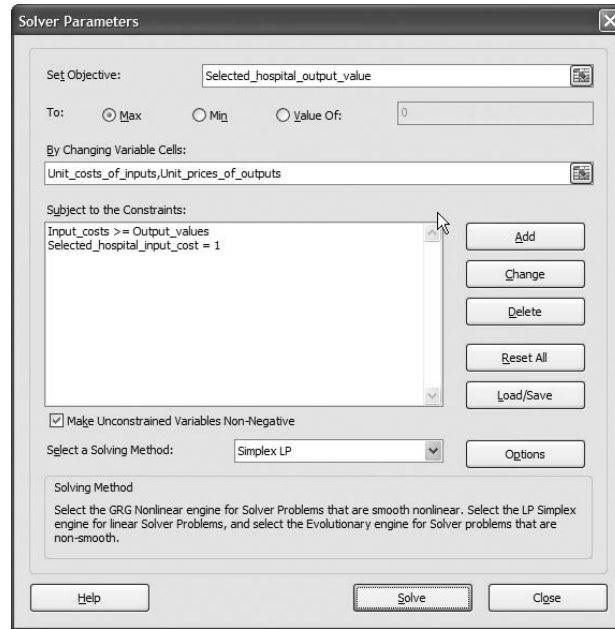 Solver Parameters
Set Objective: Selected_hospital_output_value
To: Max Min Value Of: 0
By Changing Variable Cells:
Unit_costs_of_inputs,Unit_prices_of_outputs
Subject to the Constraints:
Input_costs >= Output_values
Selected_hospital_input_cost = 1
Add
Change
Delete
Reset All
Load/Save
Make Unconstrained Variables Non-Negative
Select a Solving Method: Simplex LP Options
Solving Method
Select the GRG Nonlinear engine for Solver Problems that are smooth nonlinear. Select the LP Simplex
engine for linear Solver Problems, and select the Evolutionary engine for Solver problems that are
non-smooth.
Help Solve Close